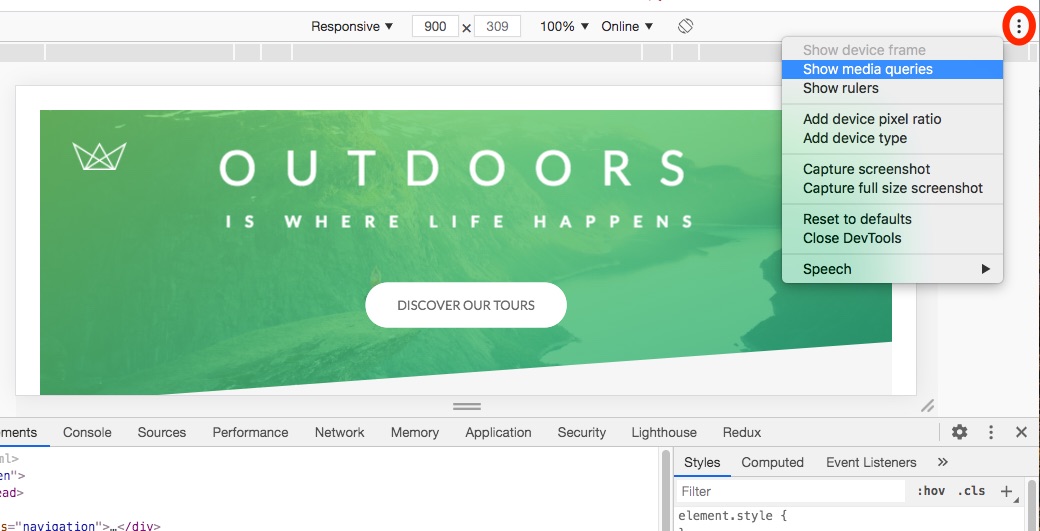 Responsive ▼ 900 × 309 100% ▼ Online ▼
Show device frame
Show media queries
Show rulers
Add device pixel ratio
Add device type
Capture screenshot
Capture full size screenshot
Reset to defaults
Close DevTools
Speech ▶
OUTDOORS
IS WHERE LIFE HAPPENS
DISCOVER OUR TOURS
ments Console Sources Performance Network Memory Application Security Lighthouse Redux
ml>
en">
ead>
s="navigation">…</div>
Styles Computed Event Listeners »
Filter :hov .cls +
element.style {
}